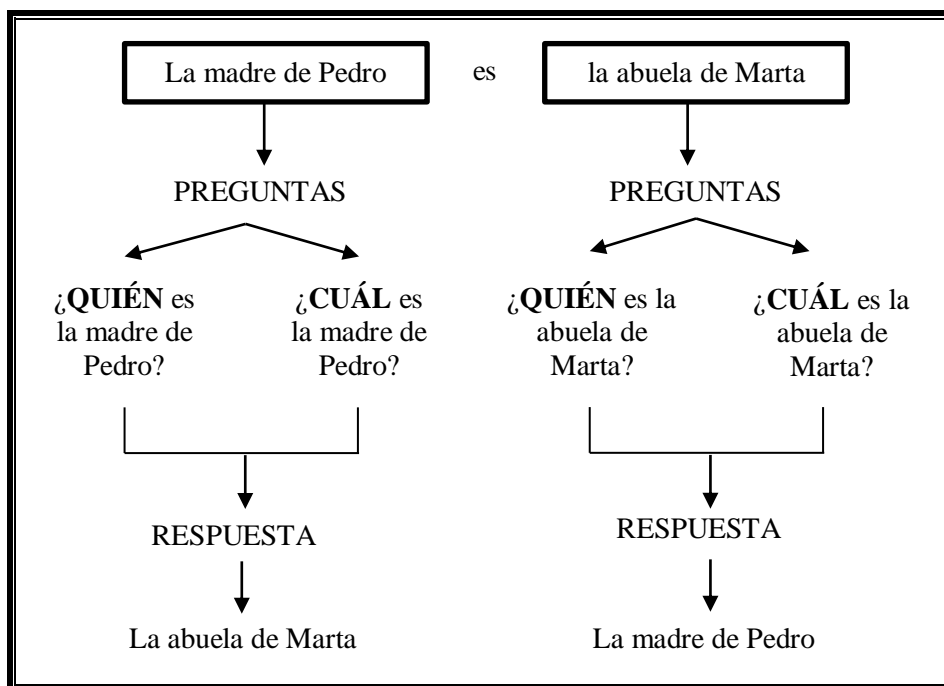 La madre de Pedro es la abuela de Marta
PREGUNTAS PREGUNTAS
¿QUIÉN es
la madre de
Pedro?
¿CUÁL es
la madre de
Pedro?
¿QUIÉN es la
abuela de
Marta?
¿CUÁL es la
abuela de
Marta?
RESPUESTA RESPUESTA
La abuela de Marta La madre de Pedro